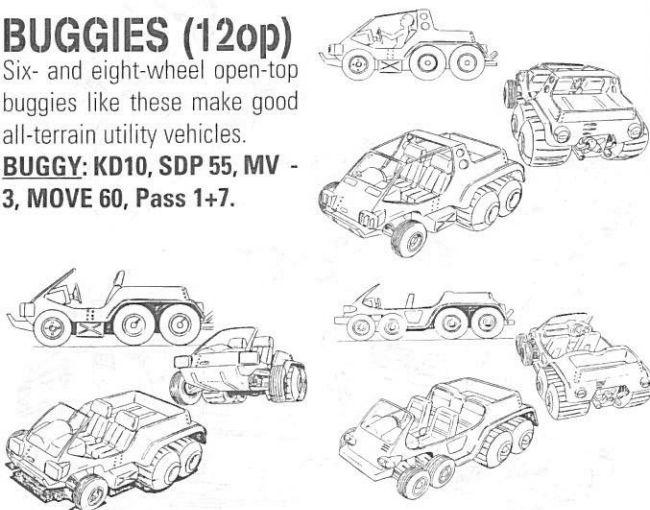 BUGGIES (12op)
Six- and eight-wheel open-top
buggies like these make good
all-terrain utility vehicles.
BUGGY: KD10, SDP 55, MV -
3, MOVE 60, Pass 1+7.